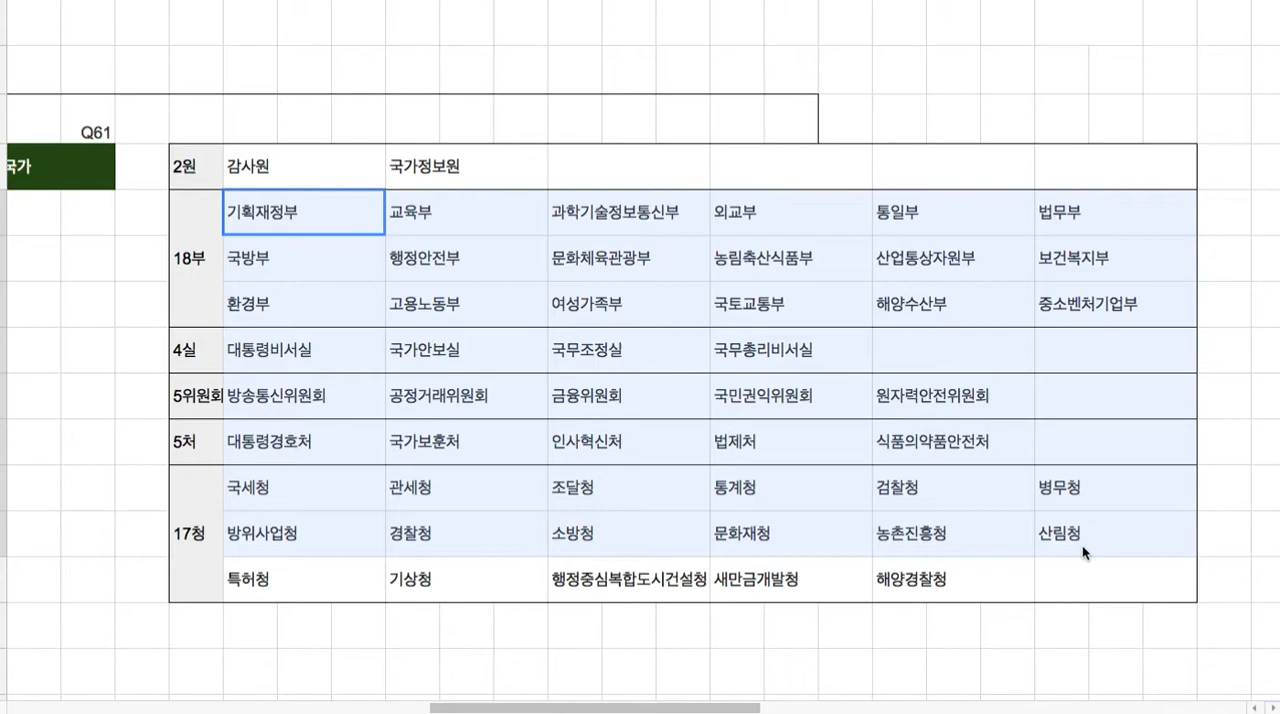 Q61
국가
2원 감사원 국가정보원
기획재정부 교육부 과학기술정보통신부 외교부 통일부 법무부
18부 국방부 행정안전부 문화체육관광부 농림축산식품부 산업통상자원부 보건복지부
환경부 고용노동부 여성가족부 국토교통부 해양수산부 중소벤처기업부
4실 대통령비서실 국가안보실 국무조정실 국무총리비서실
5위원회 방송통신위원회 공정거래위원회 금융위원회 국민권익위원회 원자력안전위원회
5처 대통령경호처 국가보훈처 인사혁신처 법제처 식품의약품안전처
국세청 관세청 조달청 통계청 검찰청 병무청
17청 방위사업청 경찰청 소방청 문화재청 농촌진흥청 산림청
특허청 기상청 행정중심복합도시건설청 새만금개발청 해양경찰청